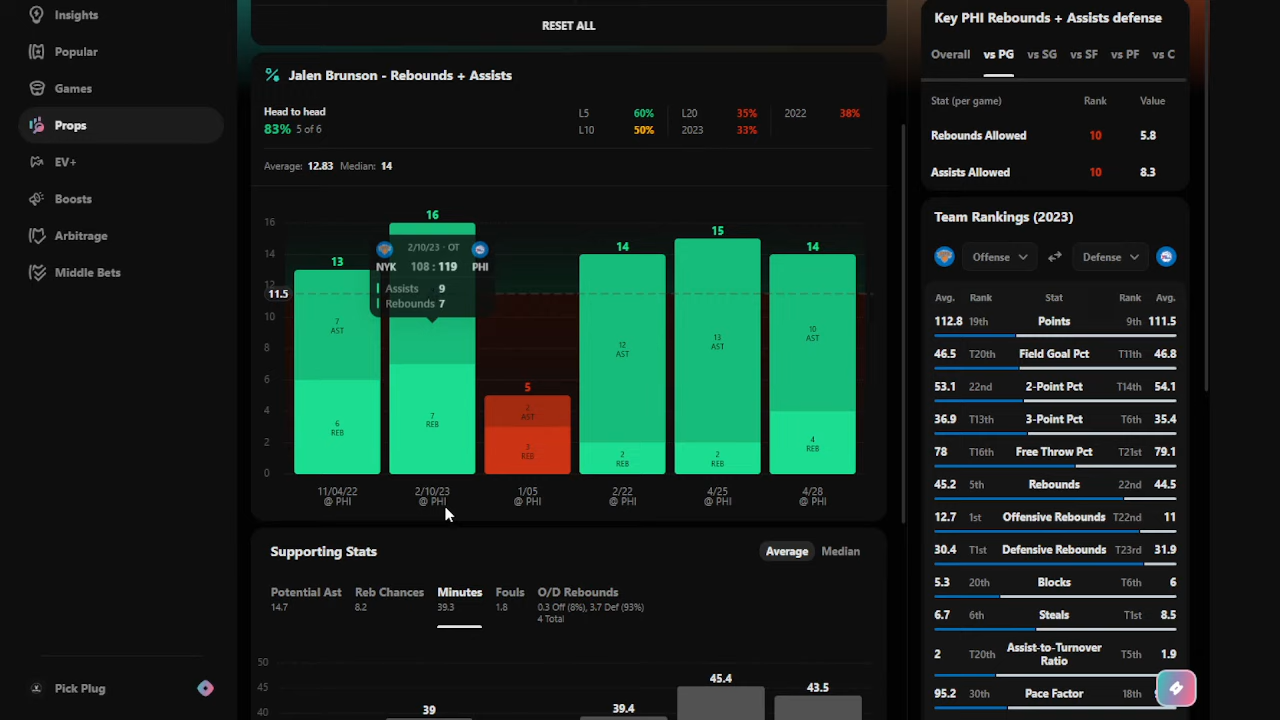 Insights
Popular
Games
Props
EV+
Boosts
Arbitrage
Middle Bets
Pick Plug
RESET ALL
Jalen Brunson - Rebounds + Assists
Head to head
83% 5 of 6
L5 60% L20 35% 2022 38%
L10 50% 2023 33%
Average: 12.83 Median: 14
16
14
11.5
10
8
6
4
2
0
13
7
AST
6
REB
16
2/10/23 · OT
NYK 108 : 119 PHI
Assists 9
Rebounds 7
7
REB
5
2
AST
3
REB
14
12
AST
2
REB
15
13
AST
2
REB
14
10
AST
4
REB
11/04/22 2/10/23 1/05 2/22 4/25 4/28
@ PHI @ PHI @ PHI @ PHI @ PHI @ PHI
Supporting Stats
Average Median
Potential Ast Reb Chances Minutes Fouls O/D Rebounds
14.7 8.2 39.3 1.8 0.3 Off (8%), 3.7 Def (93%)
4 Total
50
45
40
39
39.4
45.4
43.5
Key PHI Rebounds + Assists defense
Overall vs PG vs SG vs SF vs PF vs C
Stat (per game) Rank Value
Rebounds Allowed 10 5.8
Assists Allowed 10 8.3
Team Rankings (2023)
Offense Defense
Avg. Rank Stat Rank Avg.
112.8 19th Points 9th 111.5
46.5 T20th Field Goal Pct T11th 46.8
53.1 22nd 2-Point Pct T14th 54.1
36.9 T13th 3-Point Pct T6th 35.4
78 T16th Free Throw Pct T21st 79.1
45.2 5th Rebounds 22nd 44.5
12.7 1st Offensive Rebounds T22nd 11
30.4 T1st Defensive Rebounds T23rd 31.9
5.3 20th Blocks T6th 6
6.7 6th Steals T1st 8.5
2 T20th Assist-to-Turnover Ratio T5th 1.9
95.2 30th Pace Factor 18th